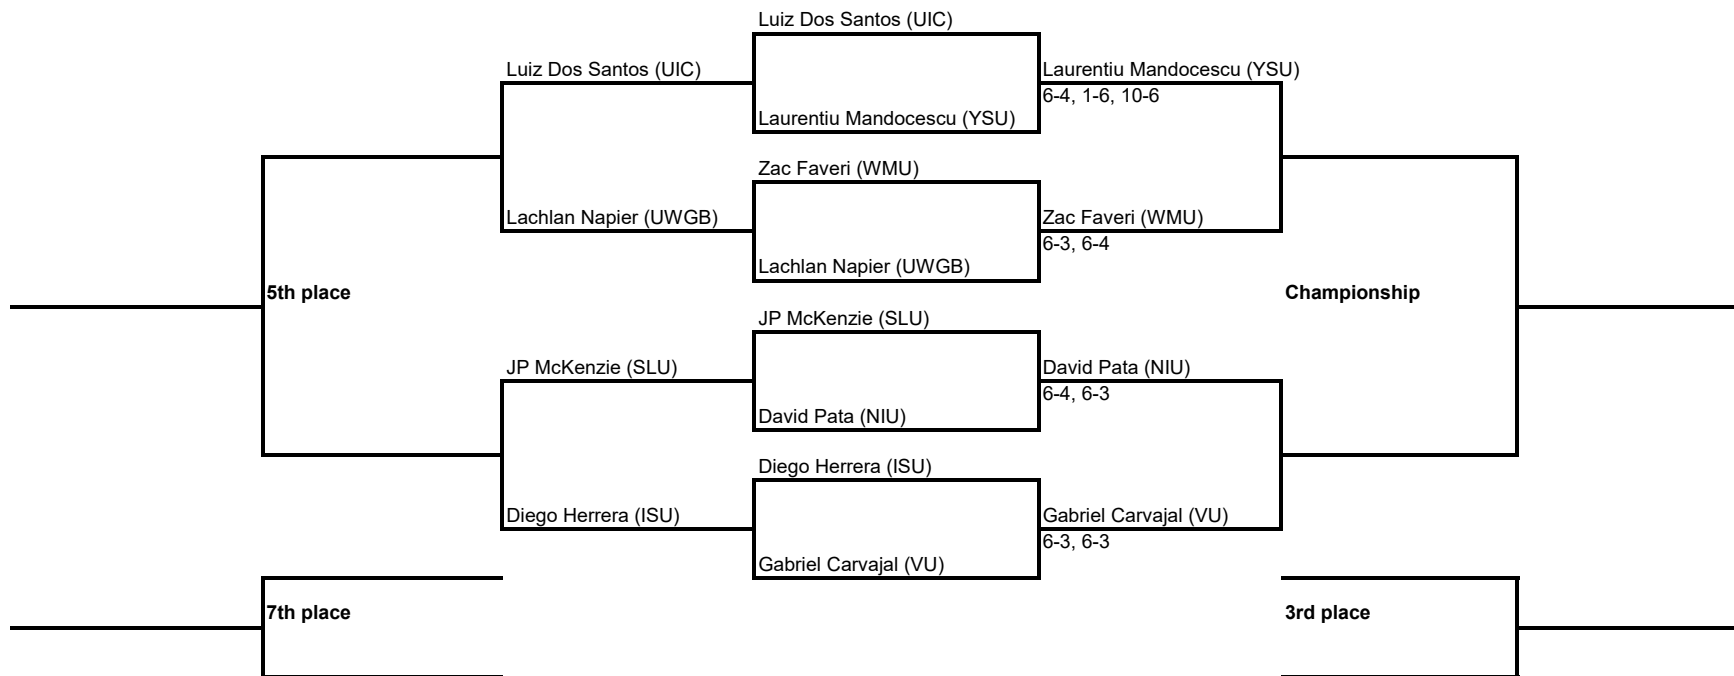 Luiz Dos Santos (UIC)
Luiz Dos Santos (UIC)
Laurentiu Mandocescu (YSU)
6-4, 1-6, 10-6
Laurentiu Mandocescu (YSU)
Zac Faveri (WMU)
Lachlan Napier (UWGB)
Zac Faveri (WMU)
6-3, 6-4
Lachlan Napier (UWGB)
5th place
Championship
JP McKenzie (SLU)
JP McKenzie (SLU)
David Pata (NIU)
6-4, 6-3
David Pata (NIU)
Diego Herrera (ISU)
Diego Herrera (ISU)
Gabriel Carvajal (VU)
6-3, 6-3
Gabriel Carvajal (VU)
7th place
3rd place